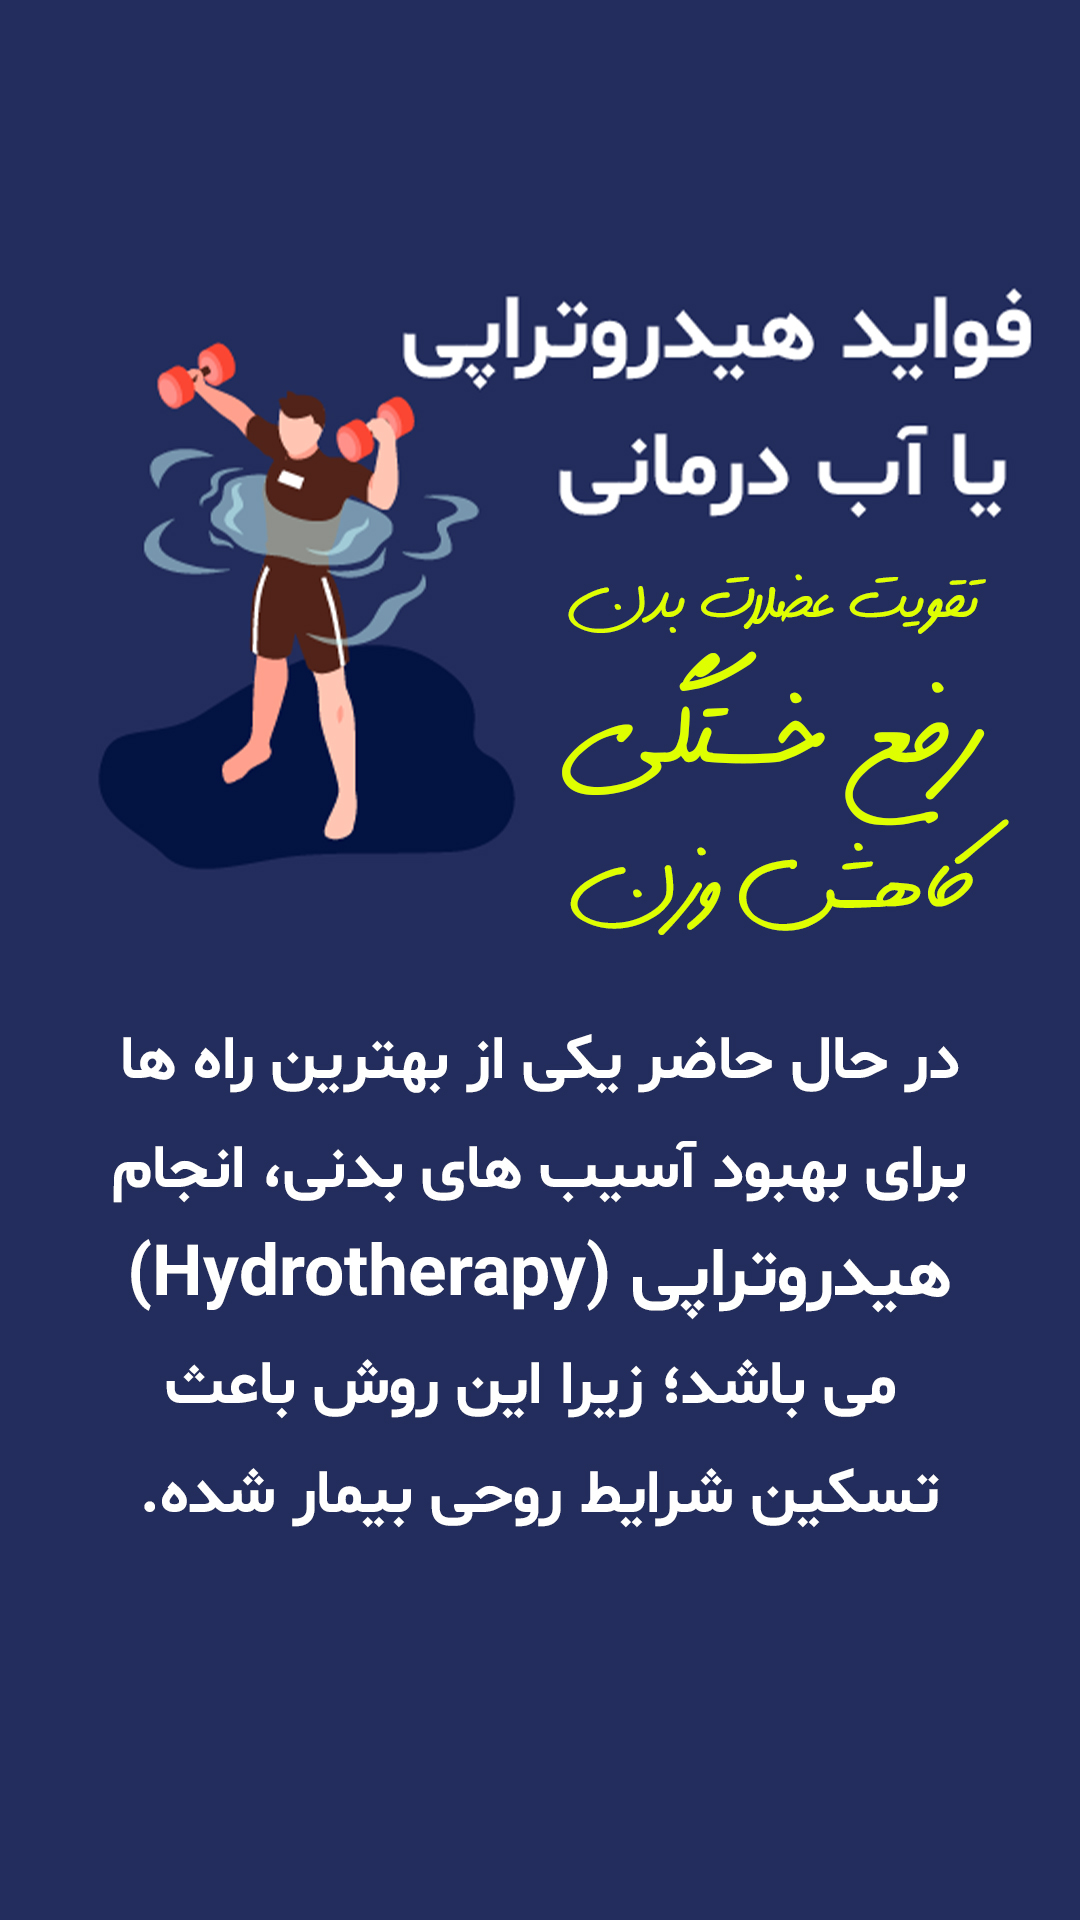 فواید هیدروتراپی
یا آب درمانی
تقویت عضلات بدن
رفع خستگی
کاهش وزن
در حال حاضر یکی از بهترین راه ها
برای بهبود آسیب های بدنی، انجام
هیدروتراپی (Hydrotherapy)
می باشد؛ زیرا این روش باعث
تسکین شرایط روحی بیمار شده.